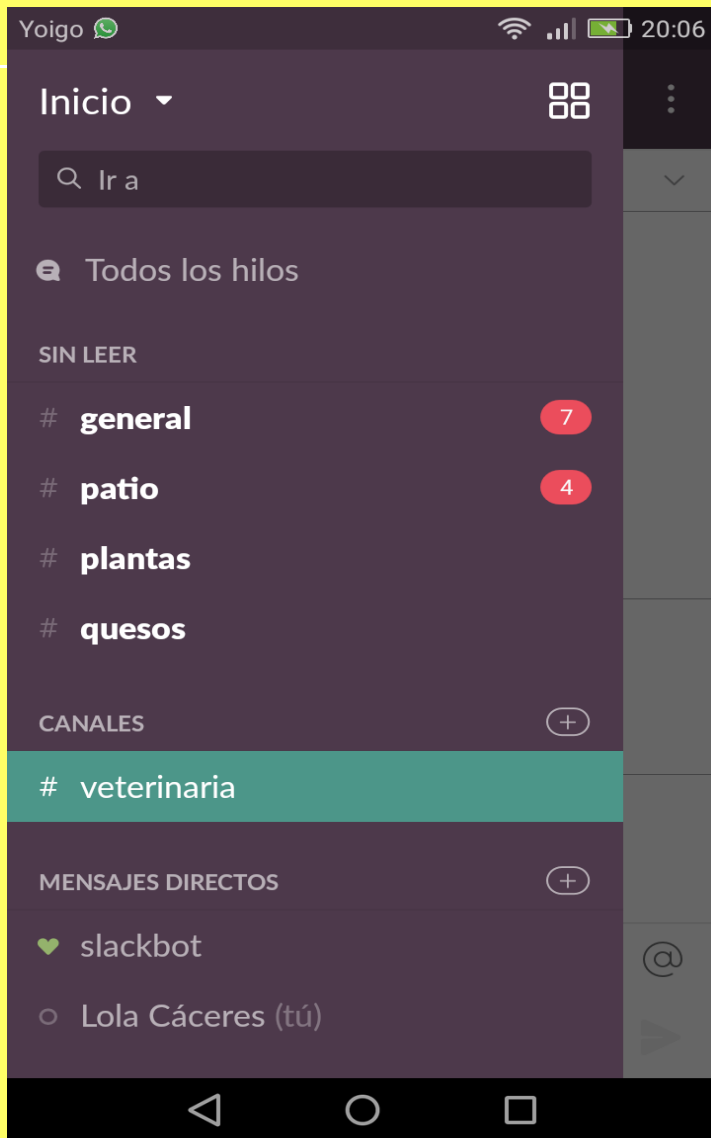 Yoigo 20:06
Inicio
Ir a
Todos los hilos
SIN LEER
# general 7
# patio 4
# plantas
# quesos
CANALES
# veterinaria
MENSAJES DIRECTOS
slackbot
Lola Cáceres (tú)
@